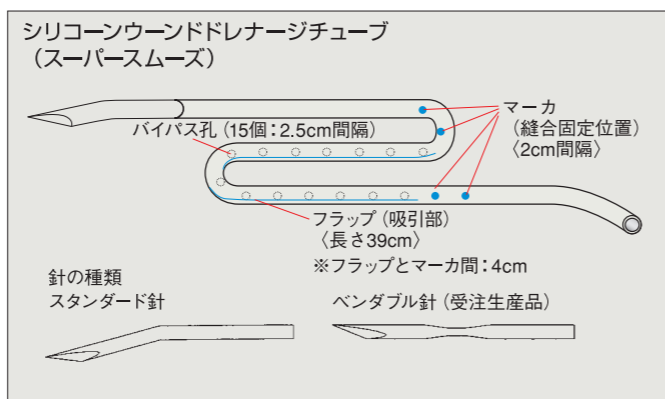 シリコーンウーンドドレナージチューブ
（スーパースムーズ）
バイパス孔（15個：2.5cm間隔）
マーカ
（縫合固定位置）
〈2cm間隔〉
フラップ（吸引部）
〈長さ39cm〉
※フラップとマーカ間：4cm
針の種類
スタンダード針
ベンダブル針（受注生産品）